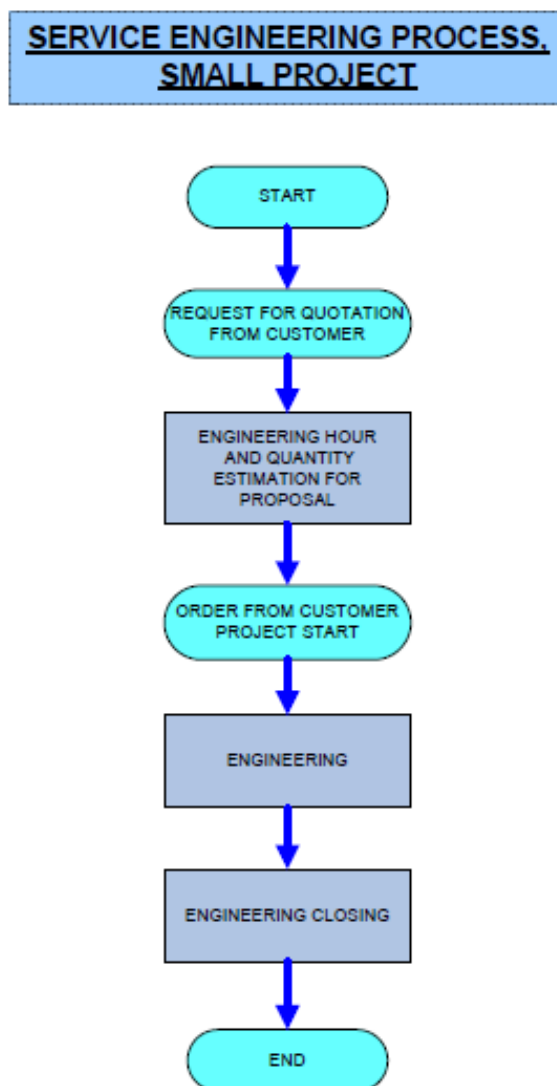 SERVICE ENGINEERING PROCESS,
SMALL PROJECT
START
REQUEST FOR QUOTATION
FROM CUSTOMER
ENGINEERING HOUR
AND QUANTITY
ESTIMATION FOR
PROPOSAL
ORDER FROM CUSTOMER
PROJECT START
ENGINEERING
ENGINEERING CLOSING
END